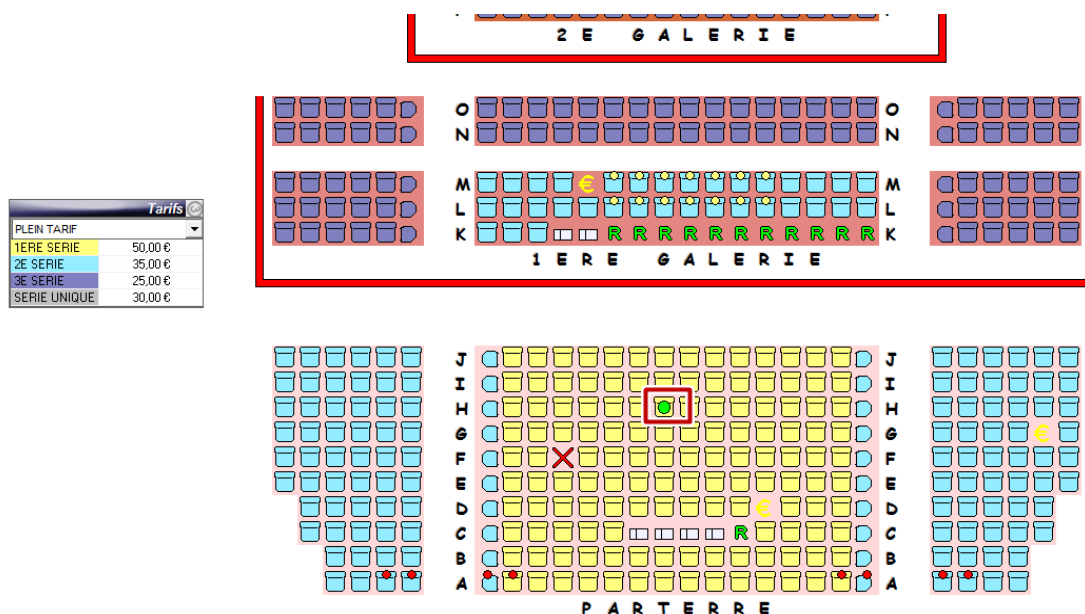 2E GALERIE
O O
N N
M € M
L L
K R R R R R R R R R R R K
1ERE GALERIE
Tarifs
PLEIN TARIF
1ERE SERIE 50,00 €
2E SERIE 35,00 €
3E SERIE 25,00 €
SERIE UNIQUE 30,00 €
J J
I I
H H
G G €
F F
E E
D € D
C R C
B B
A A
PARTERRE